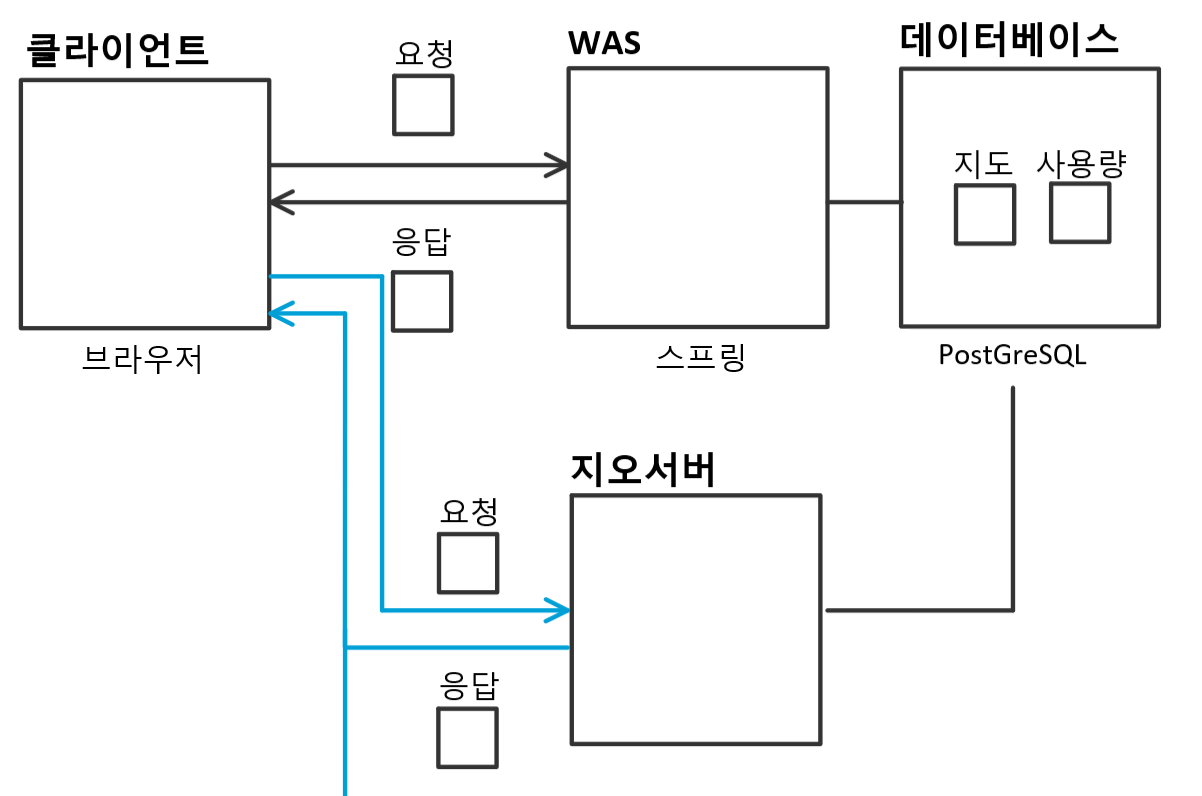 클라이언트
요청
WAS
데이터베이스
지도
사용량
응답
브라우저
스프링
PostGreSQL
지오서버
요청
응답